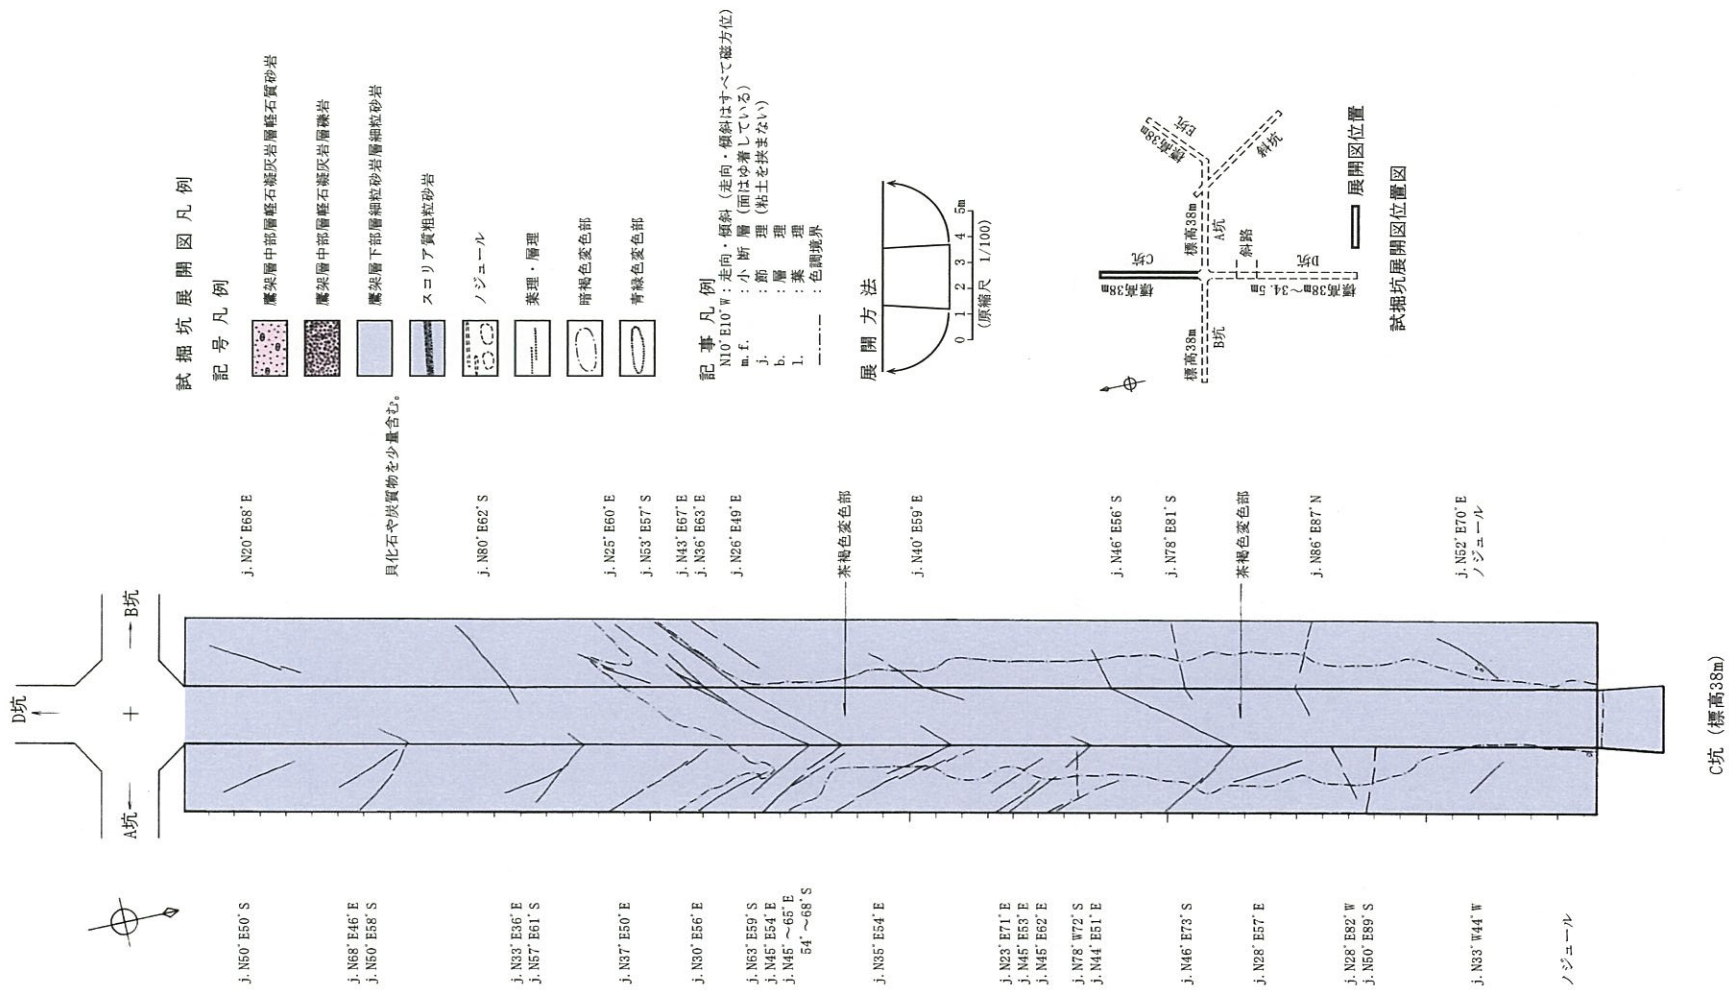 試掘坑展開図凡例
記号凡例
鷹架層中部層軽石凝灰岩層軽石質砂岩
鷹架層中部層軽石凝灰岩層礫岩
鷹架層下部層細粒砂岩層細粒砂岩
スコリア質粗粒砂岩
ノジュール
葉理・層理
暗褐色変色部
青緑色変色部
記事凡例
N10°E10°W:走向・傾斜(走向・傾斜はすべて磁方位)
m.f. :小断層(面はゆ着している)
j. :節理(粘土を挟まない)
b. :層理
l. :葉理
:色調境界
展開方法
0 1 2 3 4 5m
(原縮尺 1/100)
標高38m
C坑
標高38m
B坑
標高38m
A坑
標高38m
E坑
斜坑
斜路
標高38m~34.5m
D坑
展開図位置
試掘坑展開図位置図
D坑
A坑
B坑
j.N20°E68°E
貝化石や炭質物を少量含む。
j.N80°E62°S
j.N25°E60°E
j.N53°E57°S
j.N43°E67°E
j.N36°E63°E
j.N26°E49°E
茶褐色変色部
j.N40°E59°E
j.N46°E56°S
j.N78°E81°S
茶褐色変色部
j.N86°E87°N
j.N52°E70°E
ノジュール
j.N50°E50°S
j.N68°E46°E
j.N50°E58°S
j.N33°E36°E
j.N57°E61°S
j.N37°E50°E
j.N30°E56°E
j.N63°E59°S
j.N45°E54°E
j.N45°~65°E
54°~68°S
j.N35°E54°E
j.N23°E71°E
j.N45°E53°E
j.N45°E62°E
j.N78°W72°S
j.N44°E51°E
j.N46°E73°S
j.N28°E57°E
j.N28°E82°W
j.N50°E89°S
j.N33°W44°W
ノジュール
C坑(標高38m)